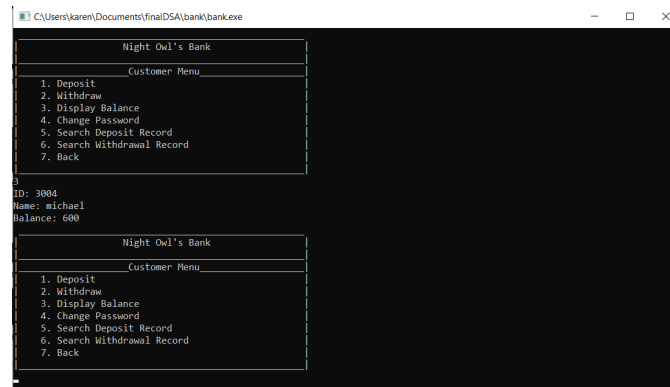 C:\Users\karen\Documents\finalDSA\bank\bank.exe
Night Owl's Bank
Customer Menu
1. Deposit
2. Withdraw
3. Display Balance
4. Change Password
5. Search Deposit Record
6. Search Withdrawal Record
7. Back
3
ID: 3004
Name: michael
Balance: 600
Night Owl's Bank
Customer Menu
1. Deposit
2. Withdraw
3. Display Balance
4. Change Password
5. Search Deposit Record
6. Search Withdrawal Record
7. Back